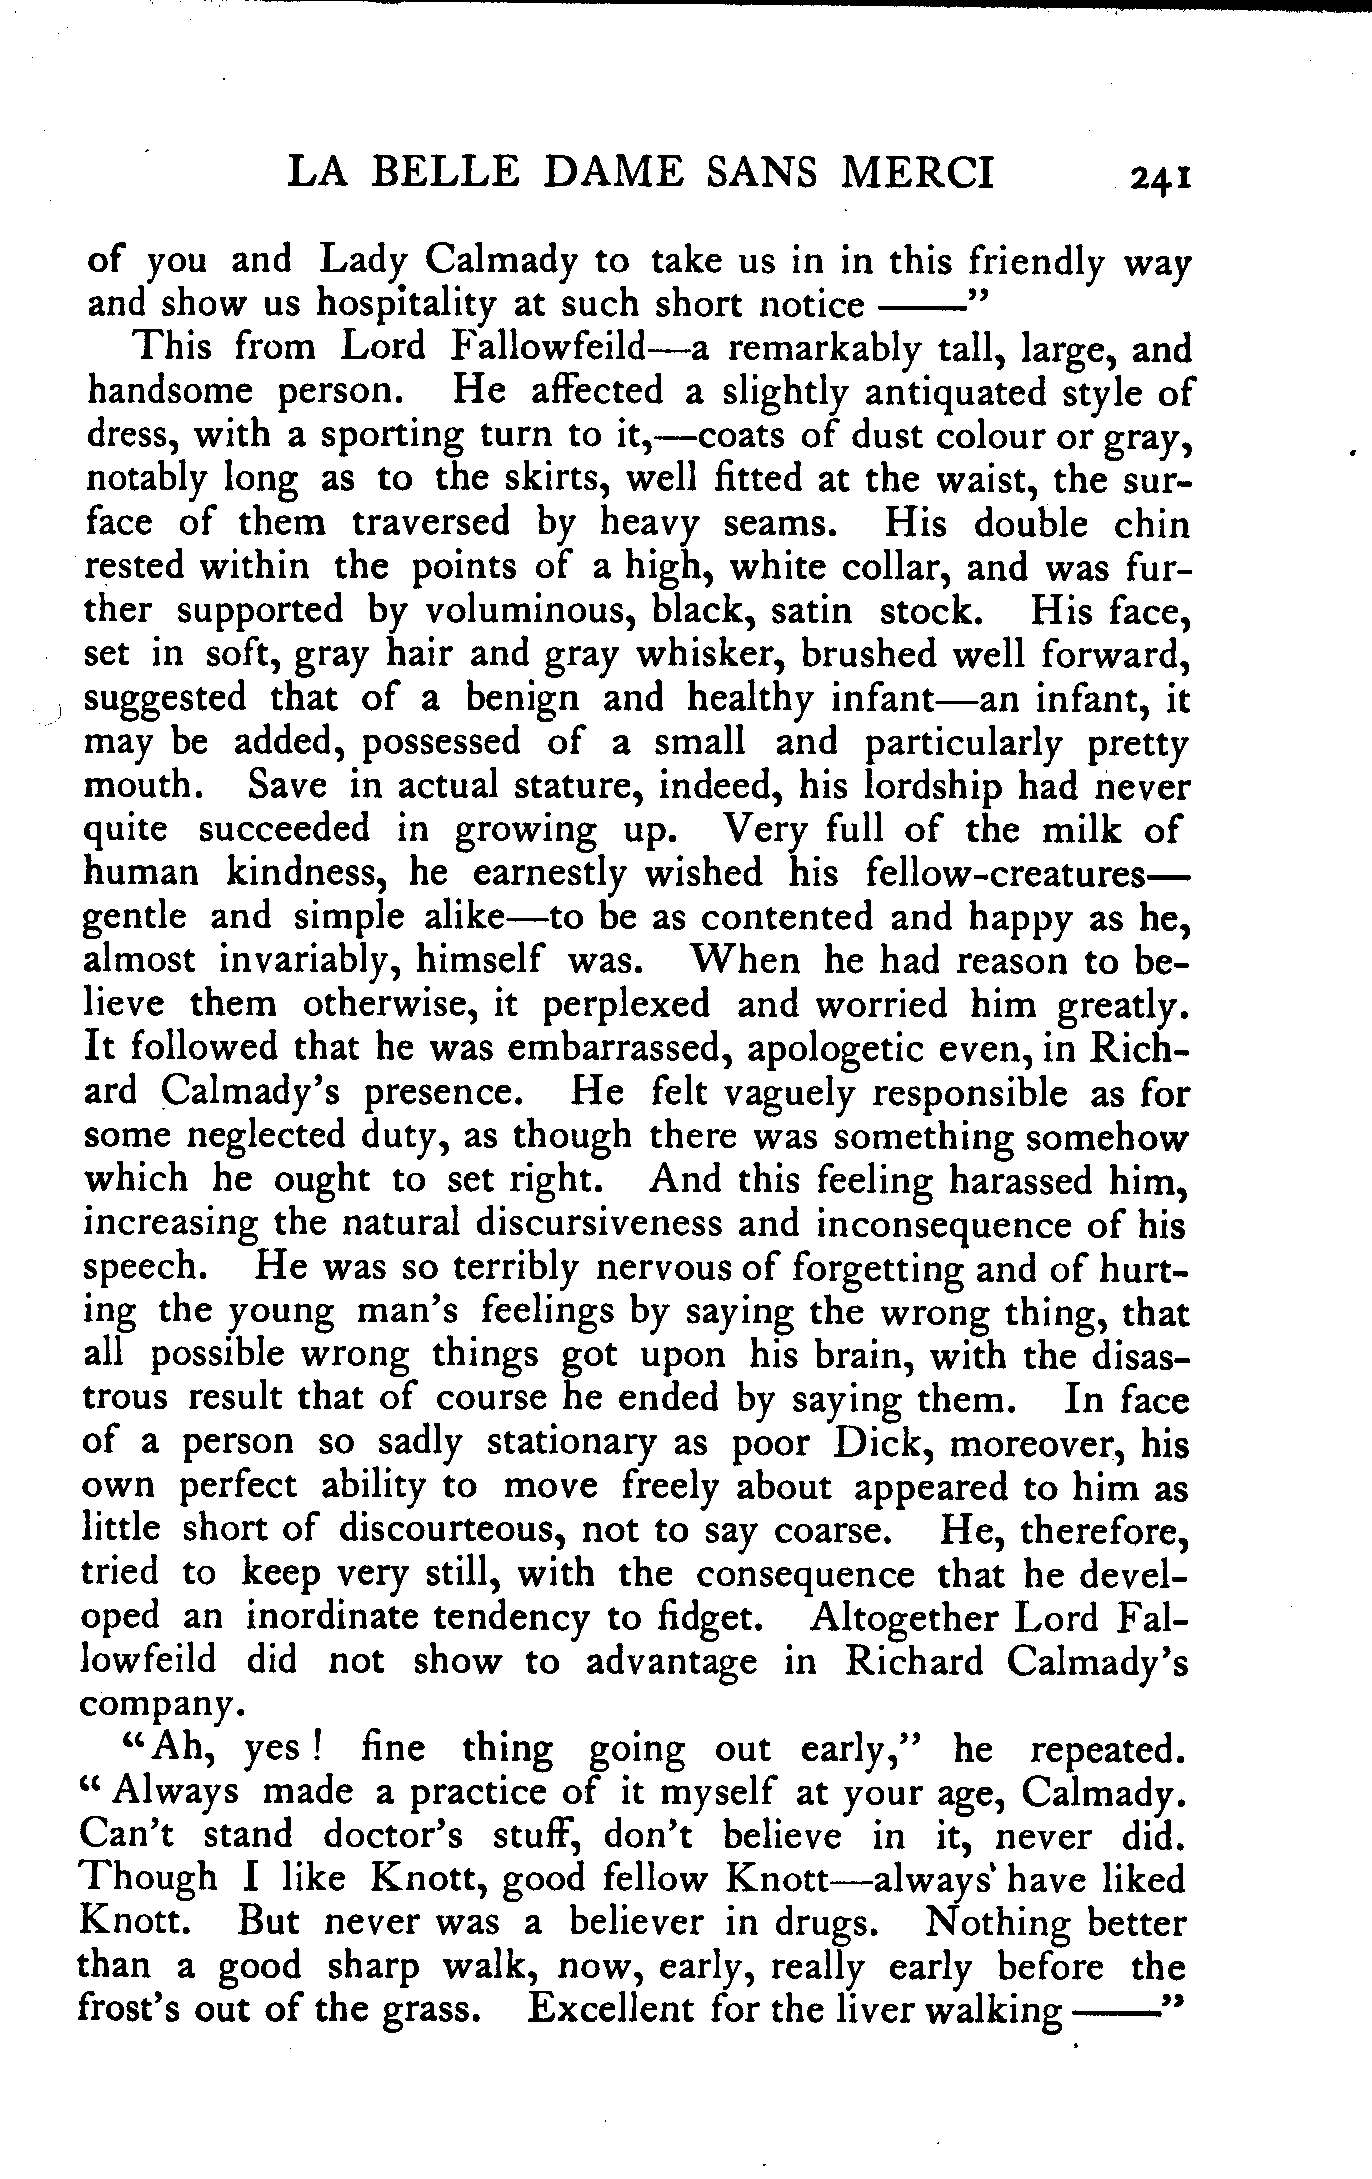 LA BELLE DAME SANS MERCI 241
of you and Lady Calmady to take us in in this friendly way
and show us hospitality at such short notice ——"
This from Lord Fallowfeild—a remarkably tall, large, and
handsome person. He affected a slightly antiquated style of
dress, with a sporting turn to it,—coats of dust colour or gray,
notably long as to the skirts, well fitted at the waist, the sur-
face of them traversed by heavy seams. His double chin
rested within the points of a high, white collar, and was fur-
ther supported by voluminous, black, satin stock. His face,
set in soft, gray hair and gray whisker, brushed well forward,
suggested that of a benign and healthy infant—an infant, it
may be added, possessed of a small and particularly pretty
mouth. Save in actual stature, indeed, his lordship had never
quite succeeded in growing up. Very full of the milk of
human kindness, he earnestly wished his fellow-creatures—
gentle and simple alike—to be as contented and happy as he,
almost invariably, himself was. When he had reason to be-
lieve them otherwise, it perplexed and worried him greatly.
It followed that he was embarrassed, apologetic even, in Rich-
ard Calmady's presence. He felt vaguely responsible as for
some neglected duty, as though there was something somehow
which he ought to set right. And this feeling harassed him,
increasing the natural discursiveness and inconsequence of his
speech. He was so terribly nervous of forgetting and of hurt-
ing the young man's feelings by saying the wrong thing, that
all possible wrong things got upon his brain, with the disas-
trous result that of course he ended by saying them. In face
of a person so sadly stationary as poor Dick, moreover, his
own perfect ability to move freely about appeared to him as
little short of discourteous, not to say coarse. He, therefore,
tried to keep very still, with the consequence that he devel-
oped an inordinate tendency to fidget. Altogether Lord Fal-
lowfeild did not show to advantage in Richard Calmady's
company.
"Ah, yes! fine thing going out early," he repeated.
"Always made a practice of it myself at your age, Calmady.
Can't stand doctor's stuff, don't believe in it, never did.
Though I like Knott, good fellow Knott—always have liked
Knott. But never was a believer in drugs. Nothing better
than a good sharp walk, now, early, really early before the
frost's out of the grass. Excellent for the liver walking ——"